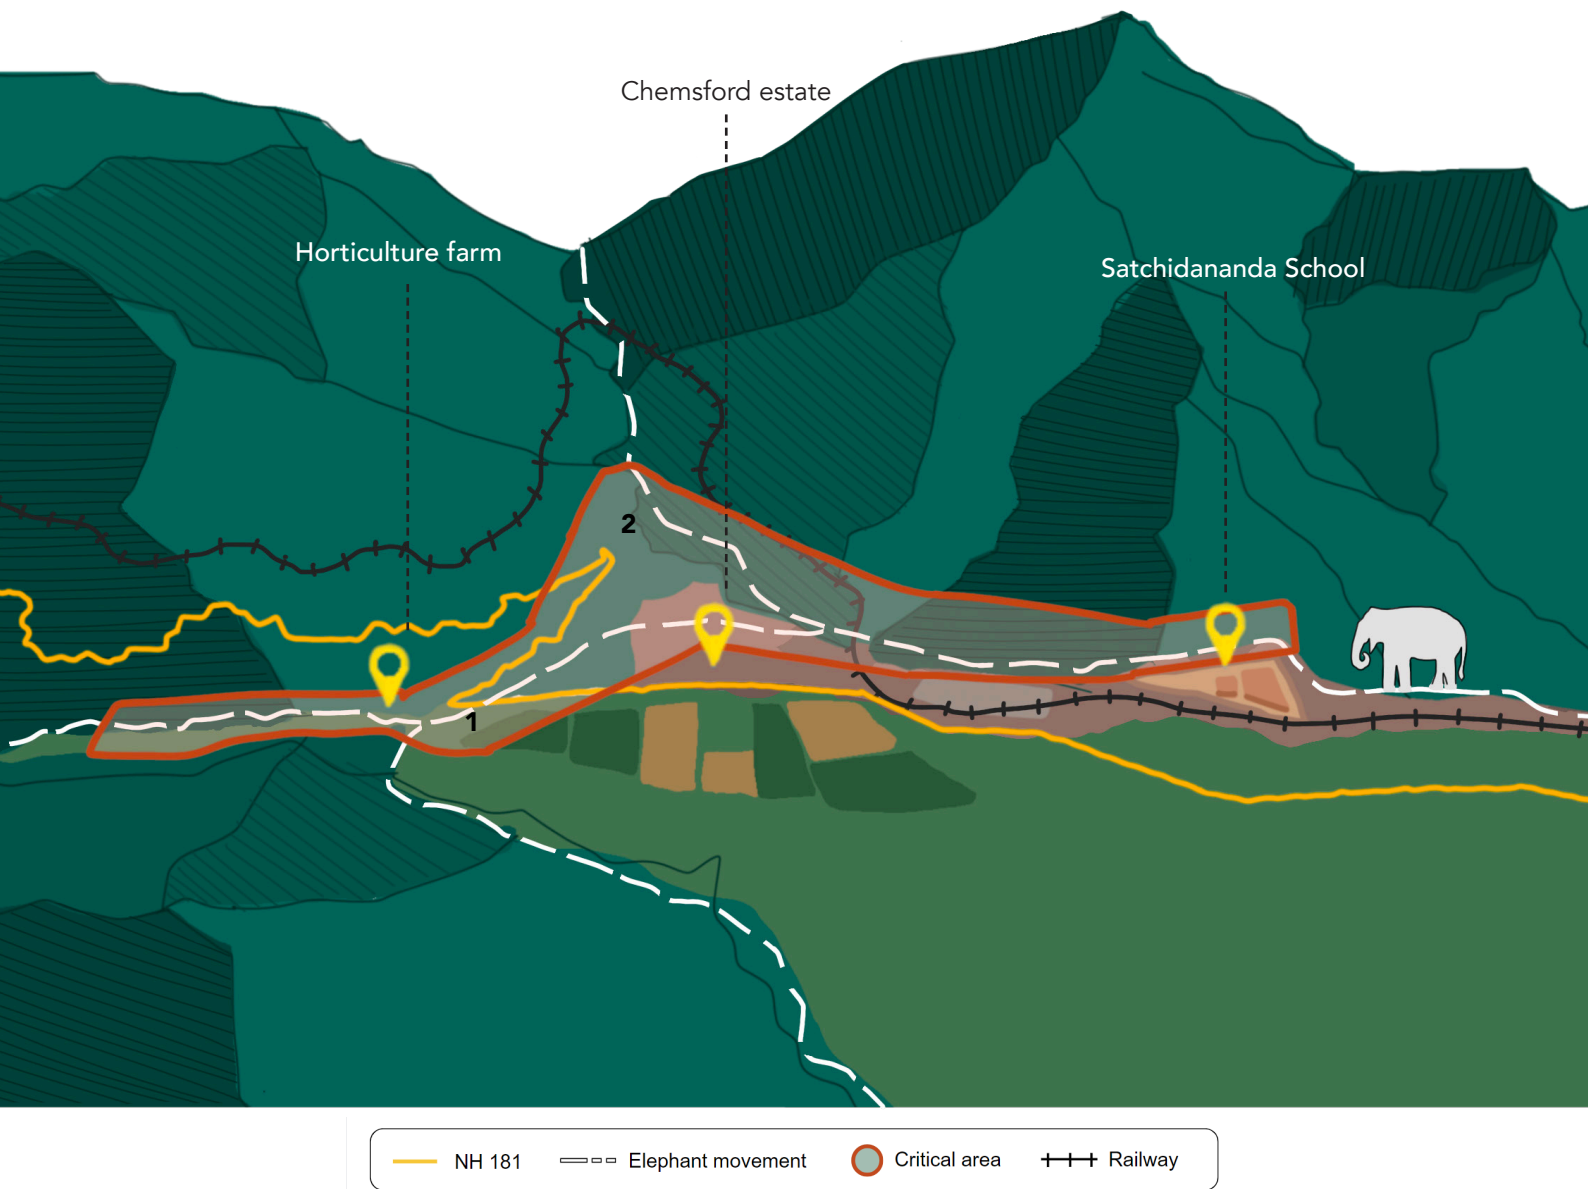 Chemsford estate
Horticulture farm
Satchidananda School
2
1
NH 181
Elephant movement
Critical area
Railway